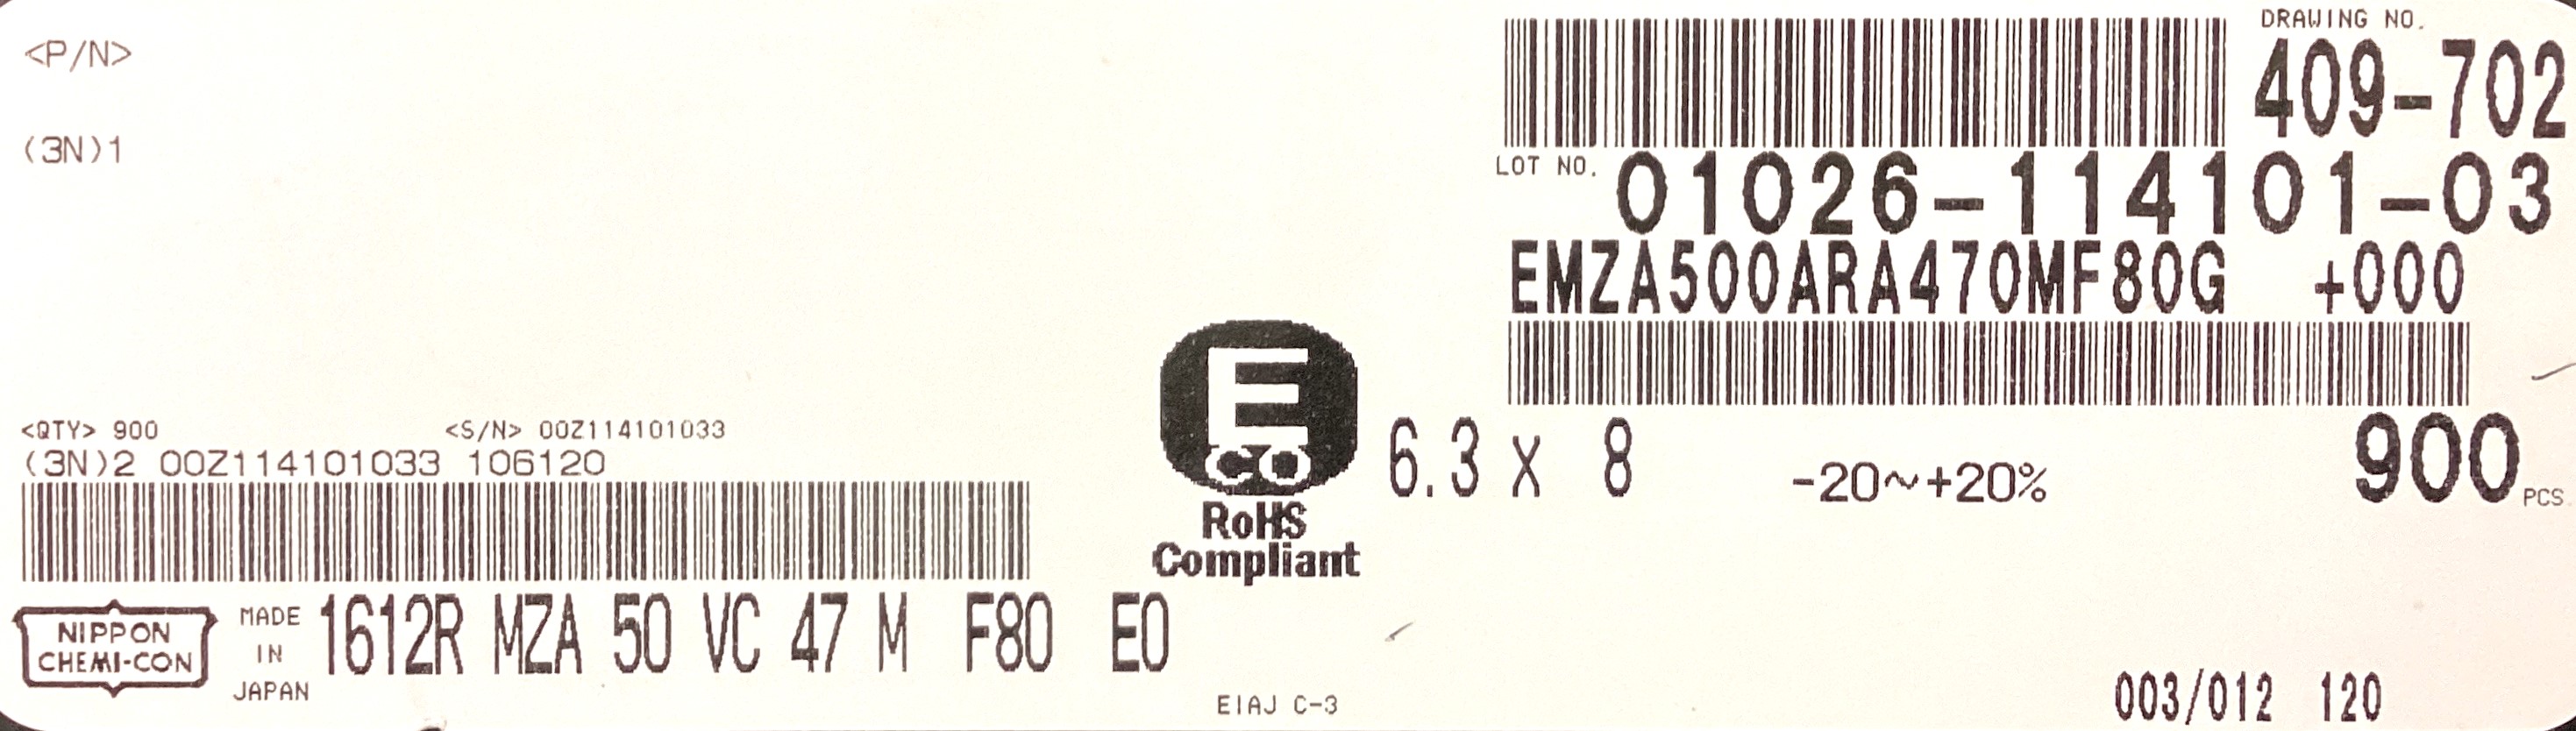 <P/N>
(3N)1
DRAWING NO.
409-702
LOT NO. 01026-114101-03
EMZA500ARA470MF80G +000
<QTY> 900 <S/N> 00Z114101033
(3N)2 00Z114101033 106120
E
CO
RoHS
Compliant
6.3 x 8 -20~+20% 900 PCS
NIPPON
CHEMI-CON
MADE
IN
JAPAN
1612R MZA 50 VC 47 M F80 E0
EIAJ C-3
003/012 120